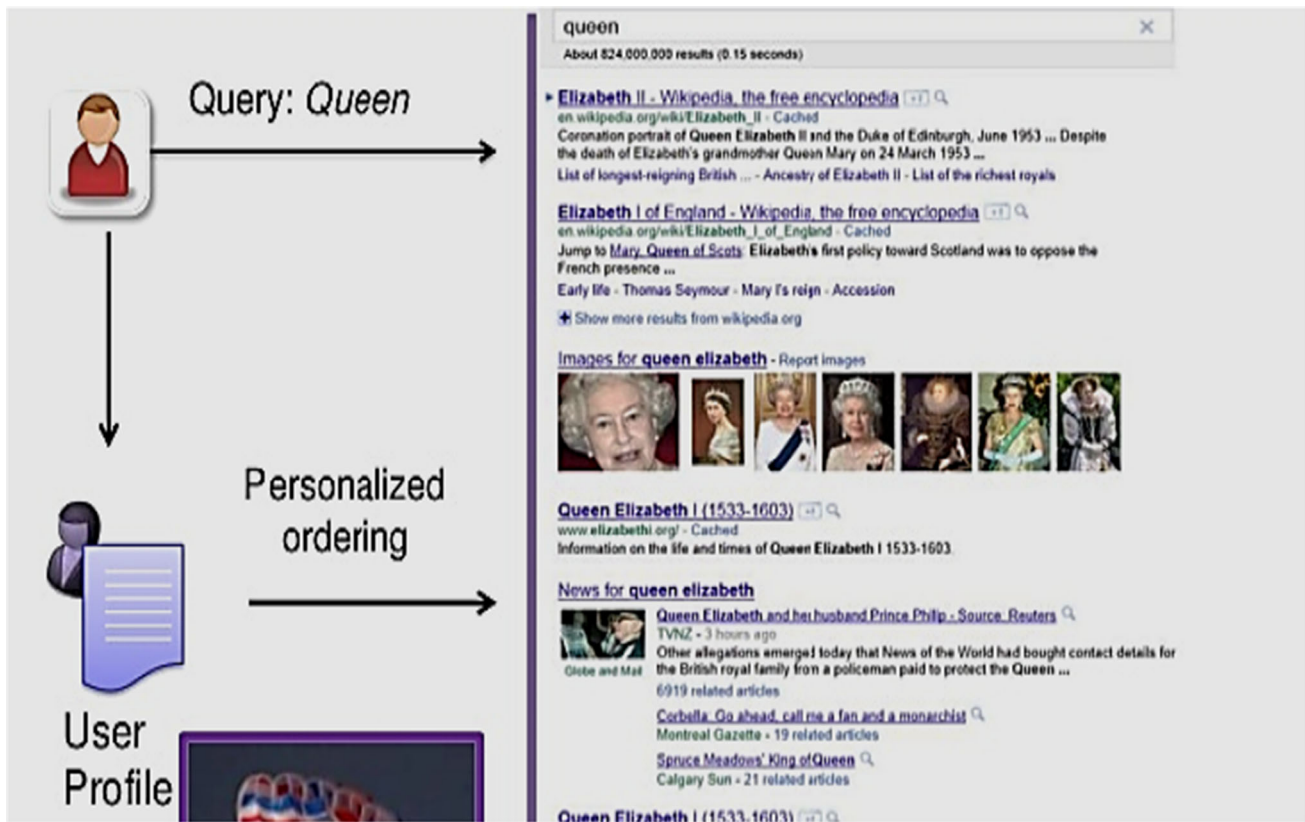 Query: Queen
Personalized
ordering
User
Profile
queen
About 824,000,000 results (0.15 seconds)
Elizabeth II - Wikipedia, the free encyclopedia
en.wikipedia.org/wiki/Elizabeth_II - Cached
Coronation portrait of Queen Elizabeth II and the Duke of Edinburgh, June 1953 ... Despite
the death of Elizabeth's grandmother Queen Mary on 24 March 1953 ...
List of longest-reigning British ... - Ancestry of Elizabeth II - List of the richest royals
Elizabeth I of England - Wikipedia, the free encyclopedia
en.wikipedia.org/wiki/Elizabeth_I_of_England - Cached
Jump to Mary, Queen of Scots: Elizabeth's first policy toward Scotland was to oppose the
French presence ...
Early life - Thomas Seymour - Mary I's reign - Accession
Show more results from wikipedia.org
Images for queen elizabeth - Report images
Queen Elizabeth I (1533-1603)
www.elizabethi.org/ - Cached
Information on the life and times of Queen Elizabeth I 1533-1603.
News for queen elizabeth
Queen Elizabeth and her husband Prince Philip - Source: Reuters
TVNZ - 3 hours ago
Other allegations emerged today that News of the World had bought contact details for
the British royal family from a policeman paid to protect the Queen ...
Globe and Mail
6919 related articles
Corbella: Go ahead, call me a fan and a monarchist
Montreal Gazette - 19 related articles
Spruce Meadows' King of Queen
Calgary Sun - 21 related articles
Queen Elizabeth I (1533-1603)